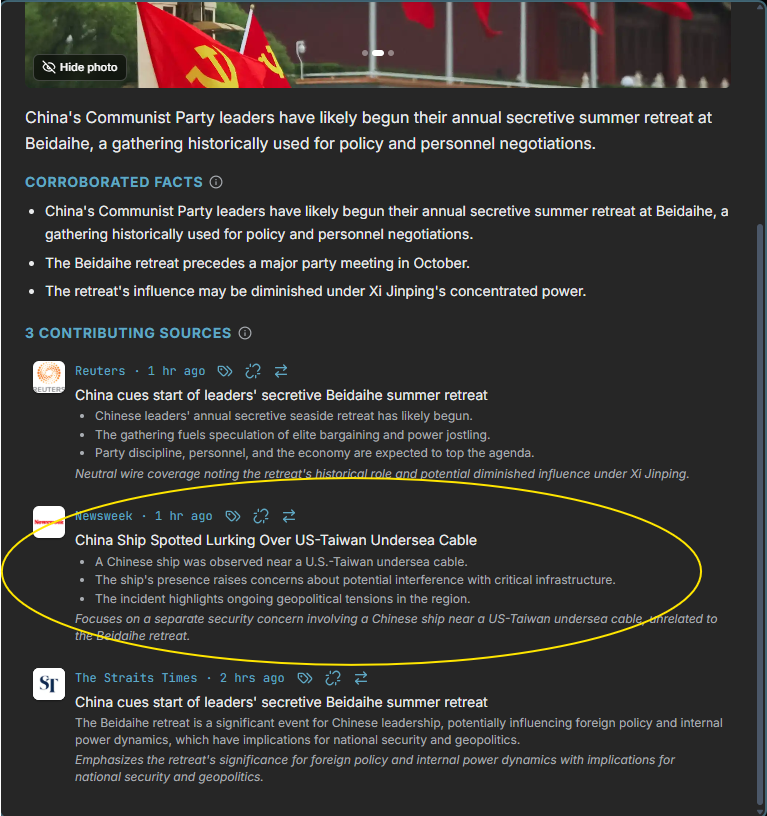 Hide photo
China's Communist Party leaders have likely begun their annual secretive summer retreat at
Beidaihe, a gathering historically used for policy and personnel negotiations.
CORROBORATED FACTS
• China's Communist Party leaders have likely begun their annual secretive summer retreat at Beidaihe, a
gathering historically used for policy and personnel negotiations.
• The Beidaihe retreat precedes a major party meeting in October.
• The retreat's influence may be diminished under Xi Jinping's concentrated power.
3 CONTRIBUTING SOURCES
REUTERS
Reuters · 1 hr ago
China cues start of leaders' secretive Beidaihe summer retreat
• Chinese leaders' annual secretive seaside retreat has likely begun.
• The gathering fuels speculation of elite bargaining and power jostling.
• Party discipline, personnel, and the economy are expected to top the agenda.
Neutral wire coverage noting the retreat's historical role and potential diminished influence under Xi Jinping.
Newsweek
Newsweek · 1 hr ago
China Ship Spotted Lurking Over US-Taiwan Undersea Cable
• A Chinese ship was observed near a U.S.-Taiwan undersea cable.
• The ship's presence raises concerns about potential interference with critical infrastructure.
• The incident highlights ongoing geopolitical tensions in the region.
Focuses on a separate security concern involving a Chinese ship near a US-Taiwan undersea cable, unrelated to
the Beidaihe retreat.
ST
The Straits Times · 2 hrs ago
China cues start of leaders' secretive Beidaihe summer retreat
The Beidaihe retreat is a significant event for Chinese leadership, potentially influencing foreign policy and internal
power dynamics, which have implications for national security and geopolitics.
Emphasizes the retreat's significance for foreign policy and internal power dynamics with implications for
national security and geopolitics.